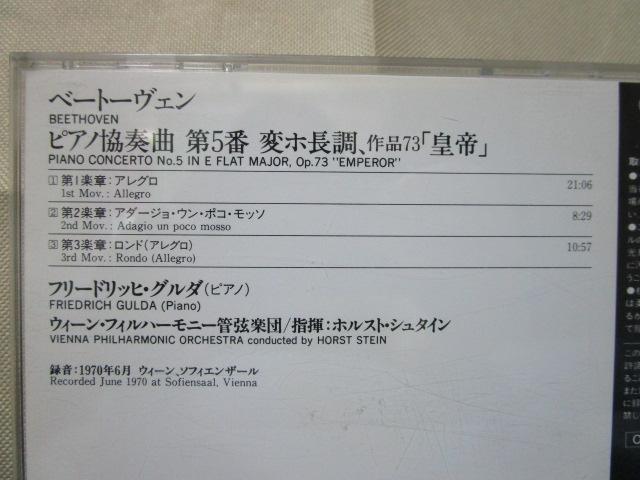 ベートーヴェン
BEETHOVEN
ピアノ協奏曲 第5番 変ホ長調、作品73「皇帝」
PIANO CONCERTO No.5 IN E FLAT MAJOR, Op.73 "EMPEROR"
1 第1楽章:アレグロ 21:06
1st Mov.: Allegro
2 第2楽章:アダージョ・ウン・ポコ・モッソ 8:29
2nd Mov.: Adagio un poco mosso
3 第3楽章:ロンド(アレグロ) 10:57
3rd Mov.: Rondo (Allegro)
フリードリッヒ・グルダ(ピアノ)
FRIEDRICH GULDA (Piano)
ウィーン・フィルハーモニー管弦楽団/指揮:ホルスト・シュタイン
VIENNA PHILHARMONIC ORCHESTRA conducted by HORST STEIN
録音:1970年6月 ウィーン、ソフィエンザール
Recorded June 1970 at Sofiensaal, Vienna